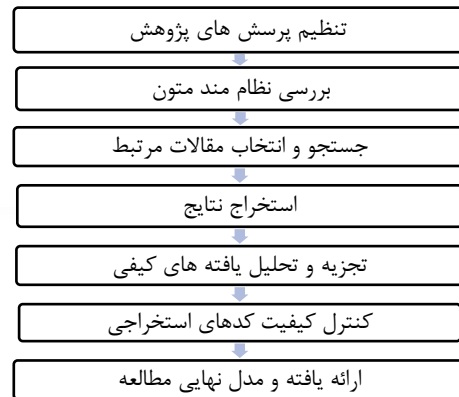 تنظیم پرسش های پژوهش
بررسی نظام مند متون
جستجو و انتخاب مقالات مرتبط
استخراج نتایج
تجزیه و تحلیل یافته های کیفی
کنترل کیفیت کدهای استخراجی
ارائه یافته و مدل نهایی مطالعه